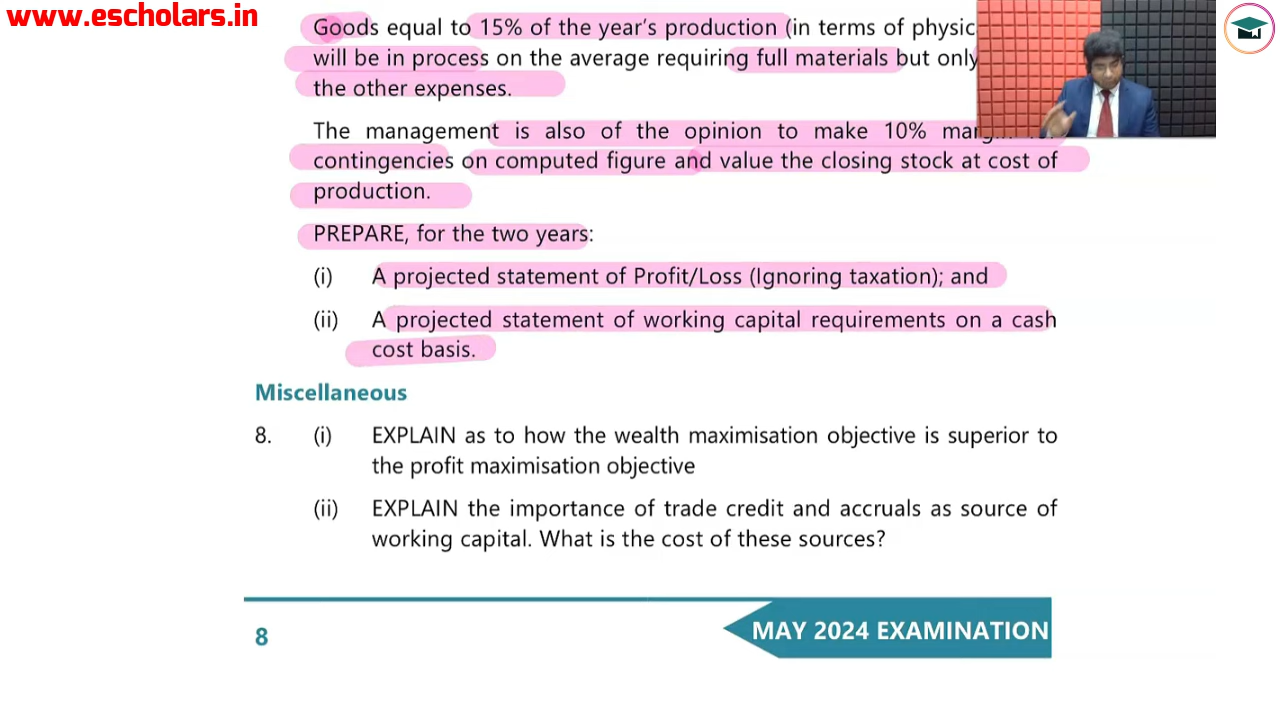 www.escholars.in
Goods equal to 15% of the year's production (in terms of physic
will be in process on the average requiring full materials but only
the other expenses.
The management is also of the opinion to make 10%
contingencies on computed figure and value the closing stock at cost of
production.
PREPARE, for the two years:
(i) A projected statement of Profit/Loss (Ignoring taxation); and
(ii) A projected statement of working capital requirements on a cash
cost basis.
Miscellaneous
8. (i) EXPLAIN as to how the wealth maximisation objective is superior to
the profit maximisation objective
(ii) EXPLAIN the importance of trade credit and accruals as source of
working capital. What is the cost of these sources?
8
MAY 2024 EXAMINATION